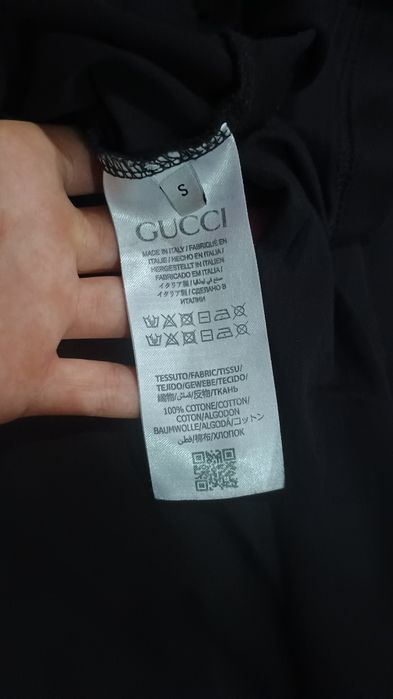 S
GUCCI
MADE IN ITALY / FABRIQUÉ EN
ITALIE / HECHO EN ITALIA /
HERGESTELLT IN ITALIEN
FABRICADO EM ITALIA /
イタリア製 / صنع في إيطاليا /
イタリア製 / СДЕЛАНО В
ИТАЛИИ
TESSUTO/FABRIC/TISSU/
TEJIDO/GEWEBE/TECIDO/
織物/قماش/反物/ТКАНЬ
100% COTONE/COTTON/
COTON/ALGODON
BAUMWOLLE/ALGODÁ/コットン
قطن/棉布/ХЛОПОК